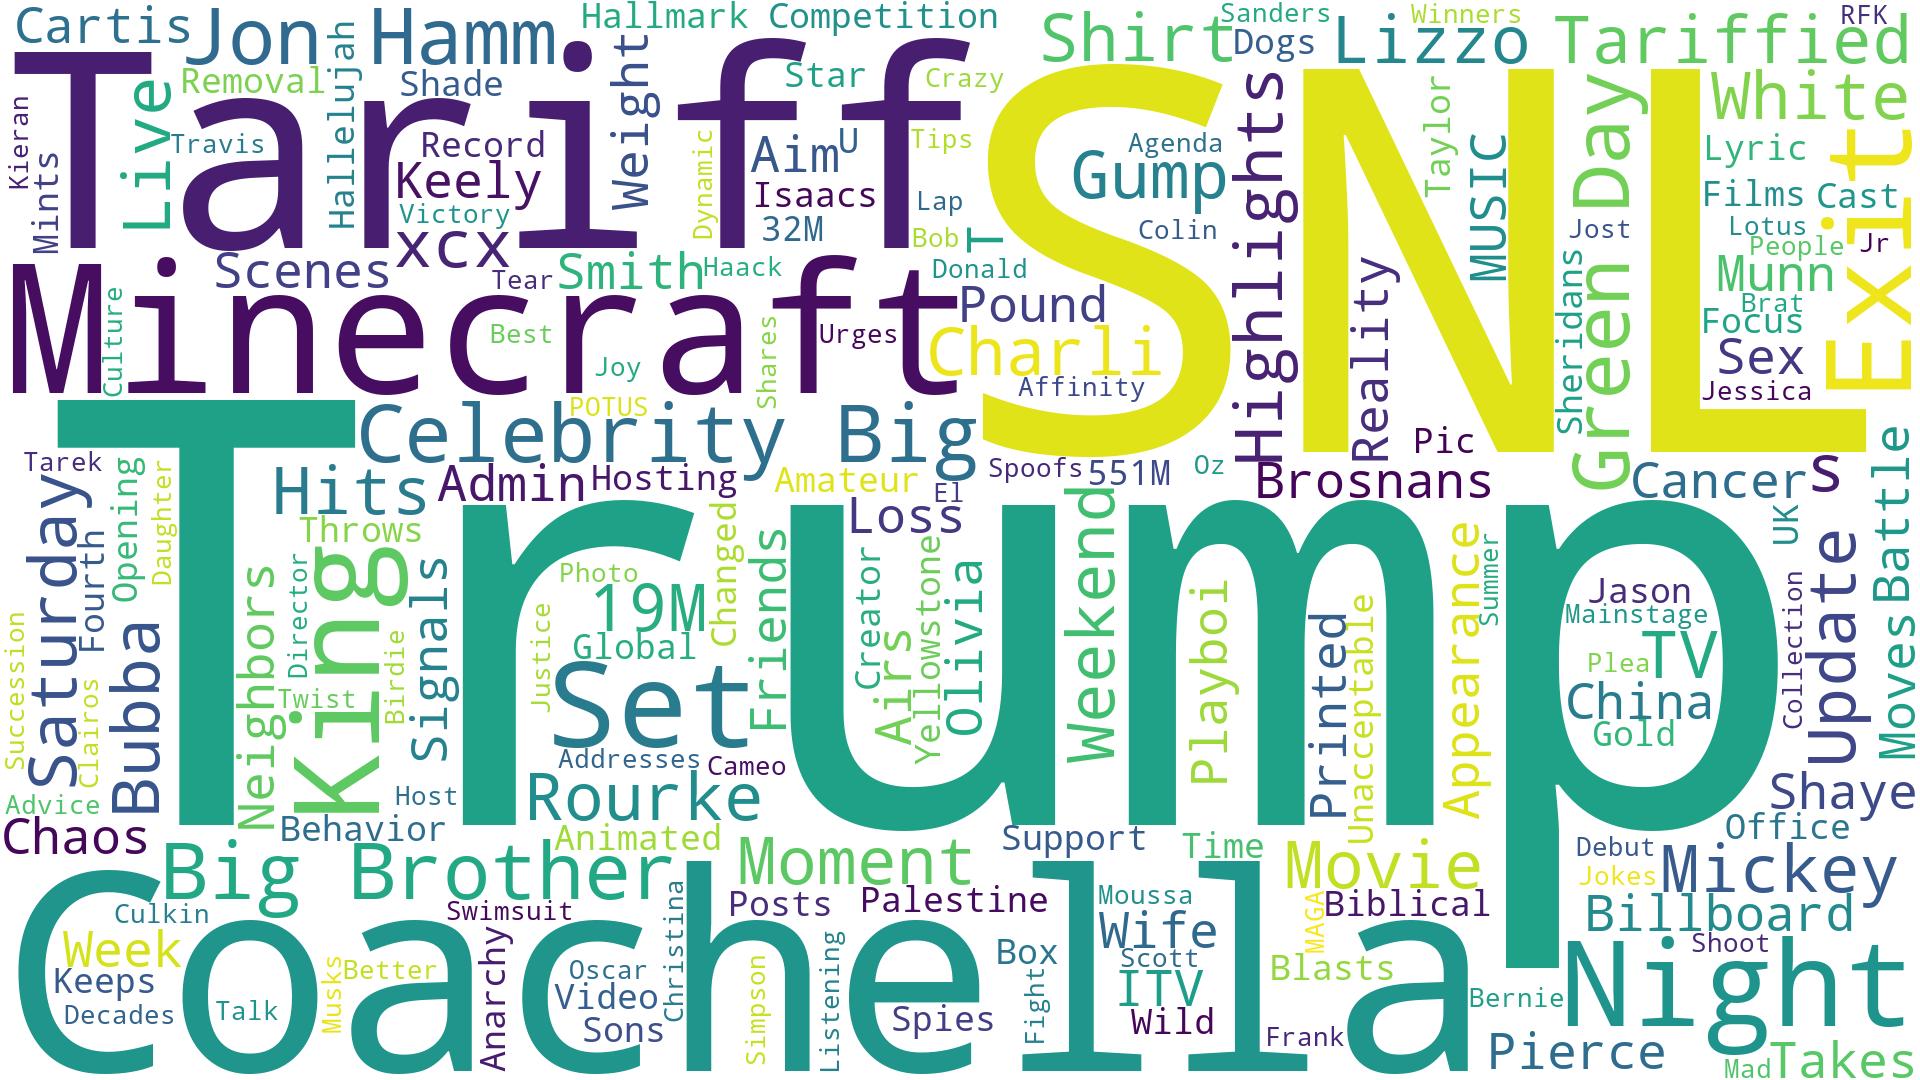 Cartis
Jon Hamm
Hallmark
Competition
Shirt
Sanders
Dogs
Lizzo
Winners
Tariffied
RFK
Tariff
SNL
Removal
Live
Hallelujah
Shade
Weight
Star
Crazy
White
Kieran
Mints
Travis
Record
Keely
Victory
xcx
Dynamic
Aim
U
Tips
Isaacs
32M
Lap
Bob
T
Agenda
Gump
Colin
Highlights
Taylor
MUSIC
Reality
Green Day
Jost
Sheridans
Lyric
Films
Cast
Lotus
People
Jr
Munn
Brat
Focus
Sex
Jessica
Exit
Scenes
Tear
Smith
Haack
Donald
Pound
Minecraft
Culture
Best
Joy
Shares
Urges
Charli
Affinity
POTUS
Celebrity Big
Trump
Tarek
Opening
Daughter
Hits
Admin
Hosting
Amateur
El
Loss
Spoofs
551M
Oz
Pic
Brosnans
Cancer
s
Battle
Saturday
Fourth
Throws
King
Neighbors
Director
Twist
Birdie
Signals
Photo
19M
Global
Justice
Set
Changed
Friends
Creator
Airs
Yellowstone
Olivia
Weekend
Playboi
Printed
Unacceptable
Appearance
Summer
Jason
Mainstage
Plea
TV
China
Gold
UK
Collection
Update
Moves
Succession
Clairos
Bubba
Advice
Addresses
Cameo
Host
Rourke
Shaye
Chaos
Behavior
Animated
Support
Time
Office
Big Brother
Moment
Movie
Debut
Jokes
Mickey
Coachella
Culkin
Week
Keeps
Decades
Talk
Musks
Better
Swimsuit
Anarchy
Oscar
Video
Sons
Christina
Posts
Simpson
Listening
Palestine
Spies
Box
Fight
Moussa
Wife
Scott
ITV
Wild
MAGA
Biblical
Blasts
Frank
Billboard
Shoot
Night
Bernie
Pierce
Mad
Takes